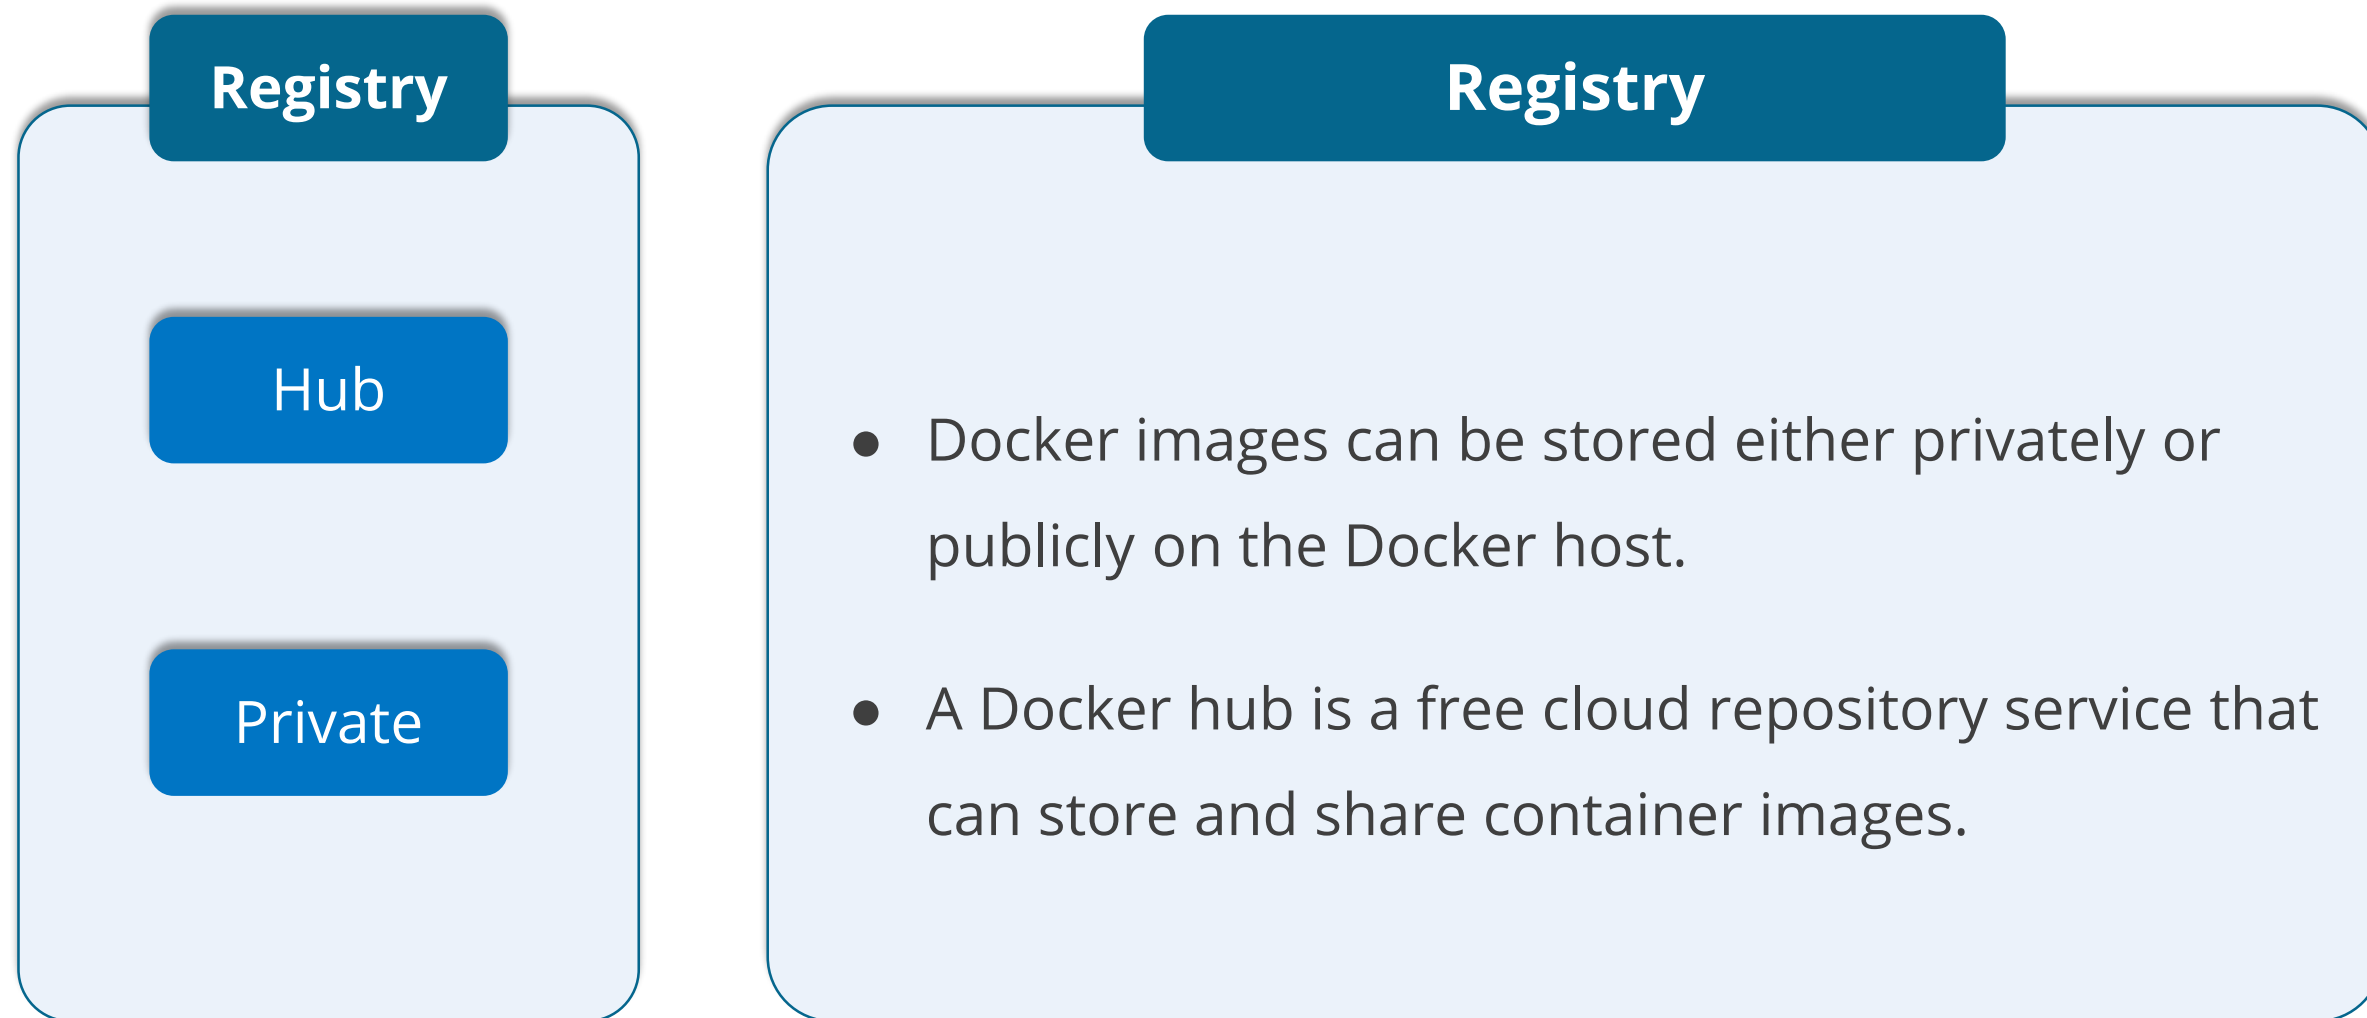 Registry
Hub
Private
Registry
● Docker images can be stored either privately or
publicly on the Docker host.
● A Docker hub is a free cloud repository service that
can store and share container images.